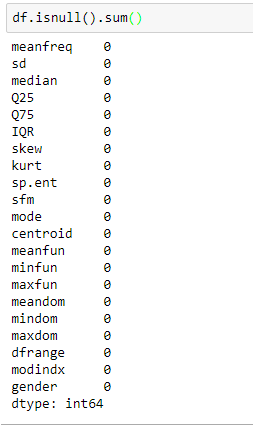 df.isnull().sum()
meanfreq 0
sd 0
median 0
Q25 0
Q75 0
IQR 0
skew 0
kurt 0
sp.ent 0
sfm 0
mode 0
centroid 0
meanfun 0
minfun 0
maxfun 0
meandom 0
mindom 0
maxdom 0
dfrange 0
modindx 0
gender 0
dtype: int64